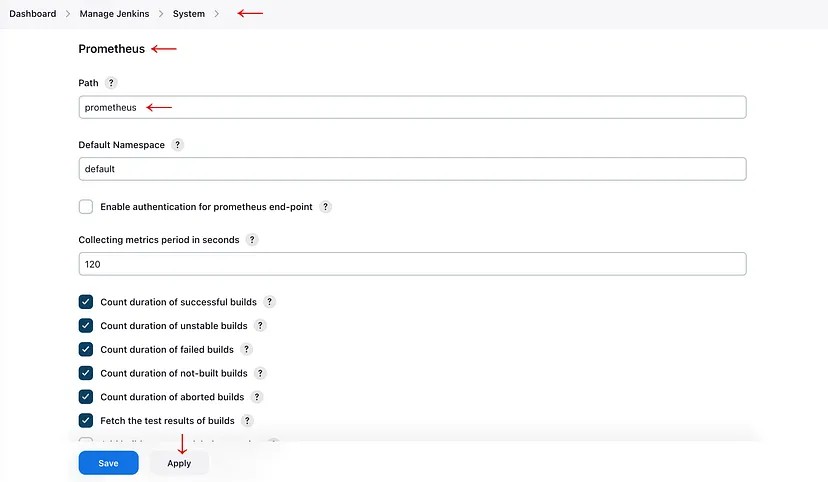 Dashboard > Manage Jenkins > System >
Prometheus
Path ?
prometheus
Default Namespace ?
default
Enable authentication for prometheus end-point ?
Collecting metrics period in seconds ?
120
Count duration of successful builds ?
Count duration of unstable builds ?
Count duration of failed builds ?
Count duration of not-built builds ?
Count duration of aborted builds ?
Fetch the test results of builds ?
Save Apply